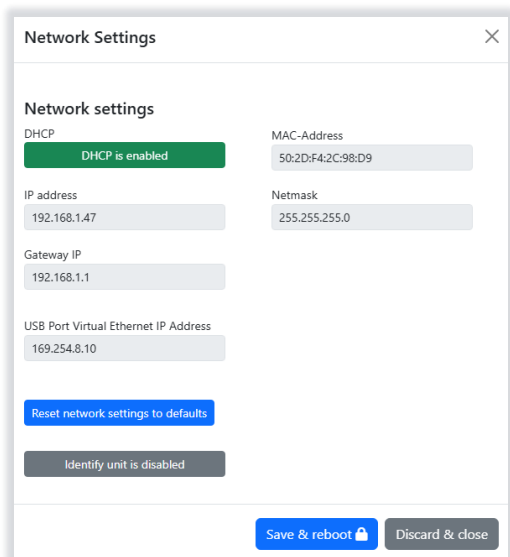 Network Settings
Network settings
DHCP
DHCP is enabled
MAC-Address
50:2D:F4:2C:98:D9
IP address
192.168.1.47
Netmask
255.255.255.0
Gateway IP
192.168.1.1
USB Port Virtual Ethernet IP Address
169.254.8.10
Reset network settings to defaults
Identify unit is disabled
Save & reboot
Discard & close